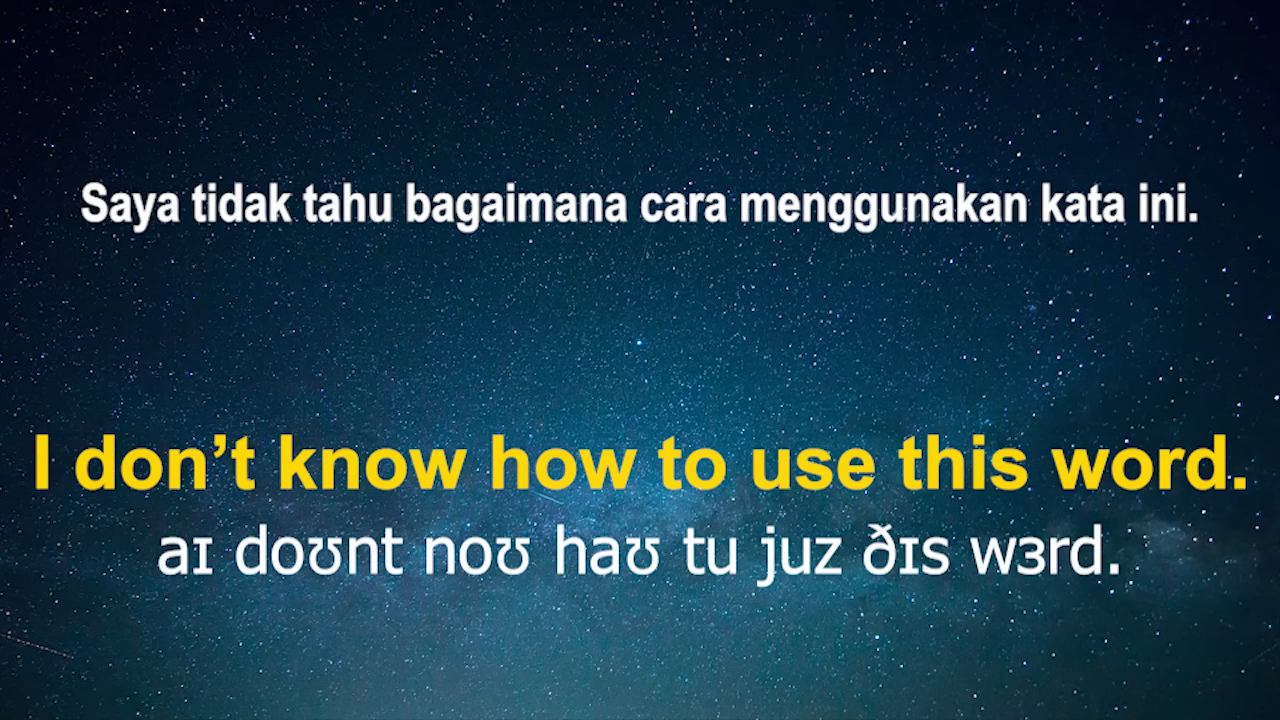 Saya tidak tahu bagaimana cara menggunakan kata ini.
I don’t know how to use this word.
aɪ doʊnt noʊ haʊ tu juz ðɪs wɜrd.